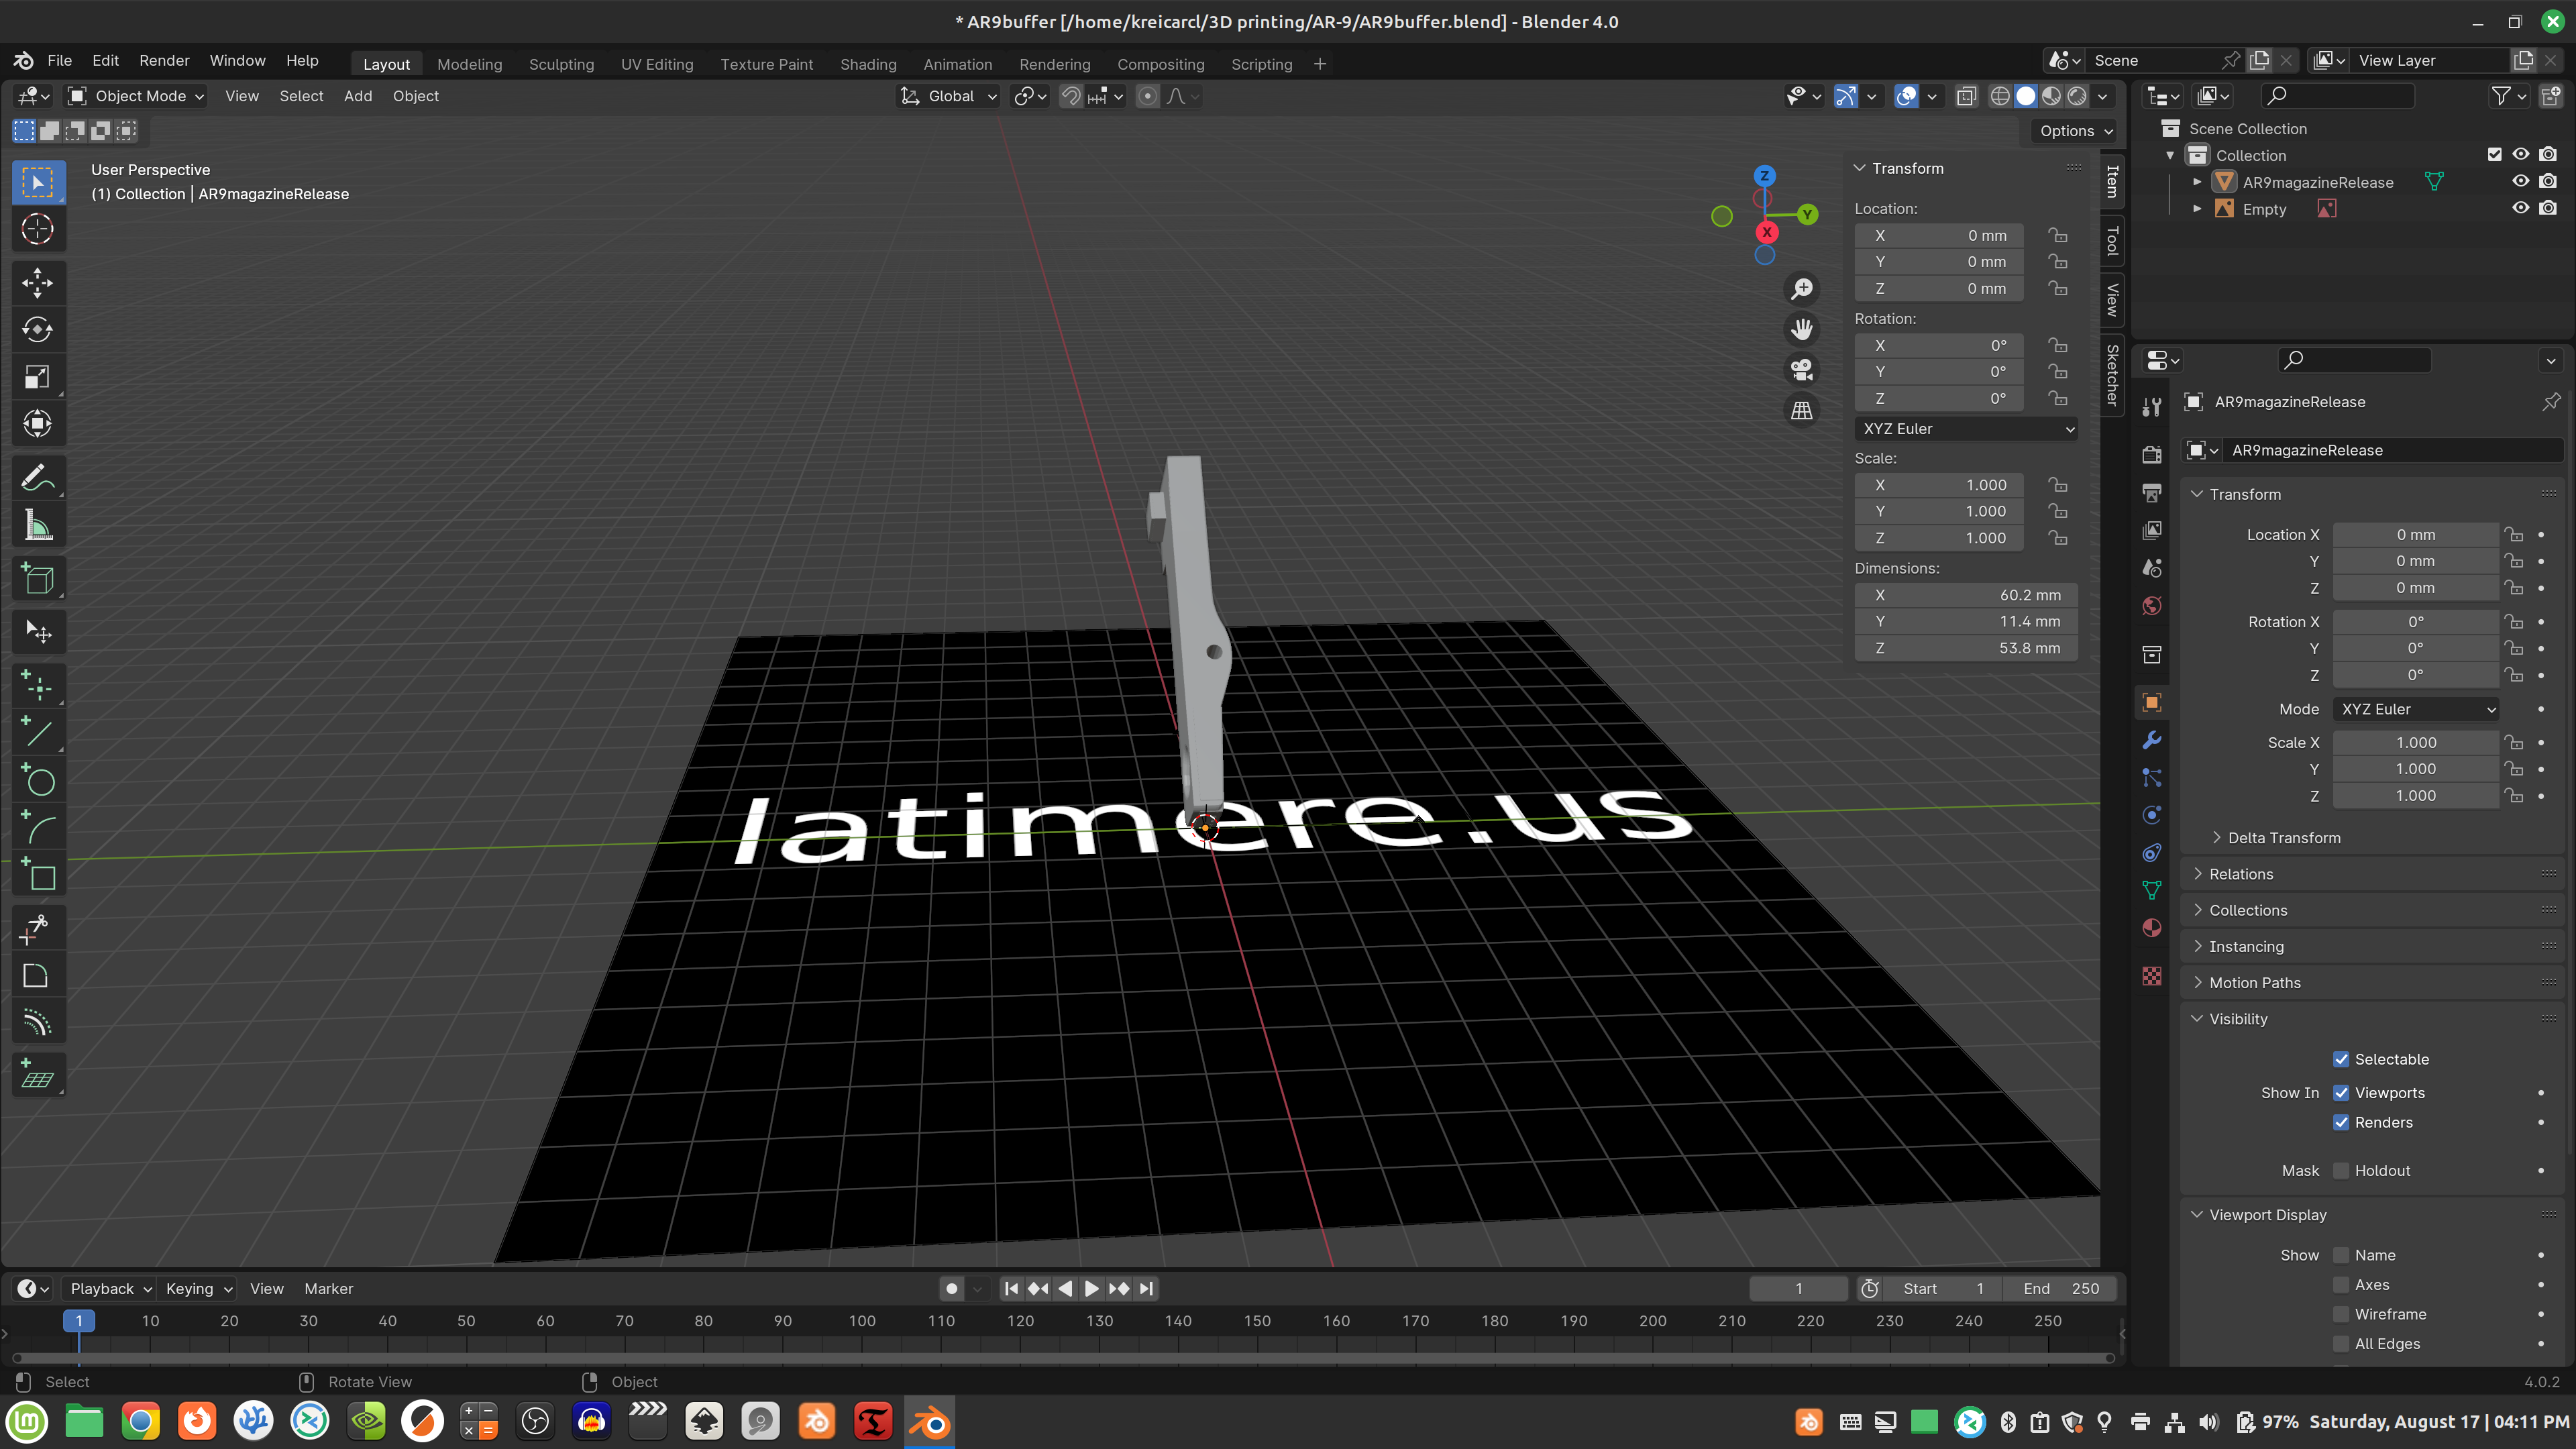 * AR9buffer [/home/kreicarcl/3D printing/AR-9/AR9buffer.blend] - Blender 4.0
File Edit Render Window Help Layout Modeling Sculpting UV Editing Texture Paint Shading Animation Rendering Compositing Scripting + Scene View Layer
Object Mode View Select Add Object Global
Options
User Perspective
(1) Collection | AR9magazineRelease
Z
Y
X
Transform
Location:
X 0 mm
Y 0 mm
Z 0 mm
Rotation:
X 0°
Y 0°
Z 0°
XYZ Euler
Scale:
X 1.000
Y 1.000
Z 1.000
Dimensions:
X 60.2 mm
Y 11.4 mm
Z 53.8 mm
Item
Tool
View
Sketcher
latimere.us
Scene Collection
Collection
AR9magazineRelease
Empty
AR9magazineRelease
AR9magazineRelease
Transform
Location X 0 mm
Y 0 mm
Z 0 mm
Rotation X 0°
Y 0°
Z 0°
Mode XYZ Euler
Scale X 1.000
Y 1.000
Z 1.000
Delta Transform
Relations
Collections
Instancing
Motion Paths
Visibility
Selectable
Show In Viewports
Renders
Mask Holdout
Viewport Display
Show Name
Axes
Wireframe
All Edges
Playback Keying View Marker 1 Start 1 End 250
1 10 20 30 40 50 60 70 80 90 100 110 120 130 140 150 160 170 180 190 200 210 220 230 240 250
Select Rotate View Object 4.0.2
97% Saturday, August 17 | 04:11 PM